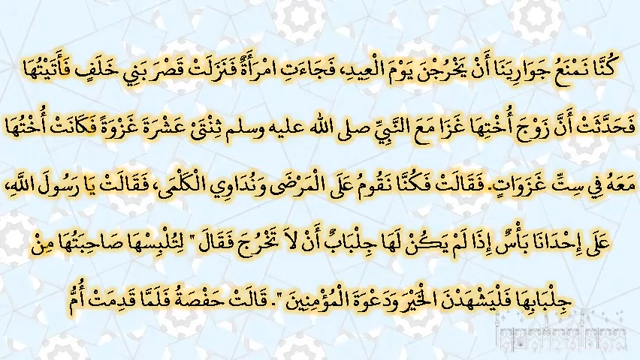 كُنَّا نَمْنَعُ جَوَارِيَنَا أَنْ يَخْرُجْنَ يَوْمَ الْعِيدِ، فَجَاءَتِ امْرَأَةٌ فَنَزَلَتْ قَصْرَ بَنِي خَلَفٍ فَأَتَيْتُهَا
فَحَدَّثَتْ أَنَّ زَوْجَ أُخْتِهَا غَزَا مَعَ النَّبِيِّ صلى الله عليه وسلم ثِنْتَىْ عَشْرَةَ غَزْوَةً فَكَانَتْ أُخْتُهَا
مَعَهُ فِي سِتِّ غَزَوَاتٍ‏.‏ فَقَالَتْ فَكُنَّا نَقُومُ عَلَى الْمَرْضَى وَنُدَاوِي الْكَلْمَى، فَقَالَتْ يَا رَسُولَ اللَّهِ،
عَلَى إِحْدَانَا بَأْسٌ إِذَا لَمْ يَكُنْ لَهَا جِلْبَابٌ أَنْ لاَ تَخْرُجَ فَقَالَ " لِتُلْبِسْهَا صَاحِبَتُهَا مِنْ
جِلْبَابِهَا فَلْيَشْهَدْنَ الْخَيْرَ وَدَعْوَةَ الْمُؤْمِنِينَ ".‏ قَالَتْ حَفْصَةُ فَلَمَّا قَدِمَتْ أُمُّ